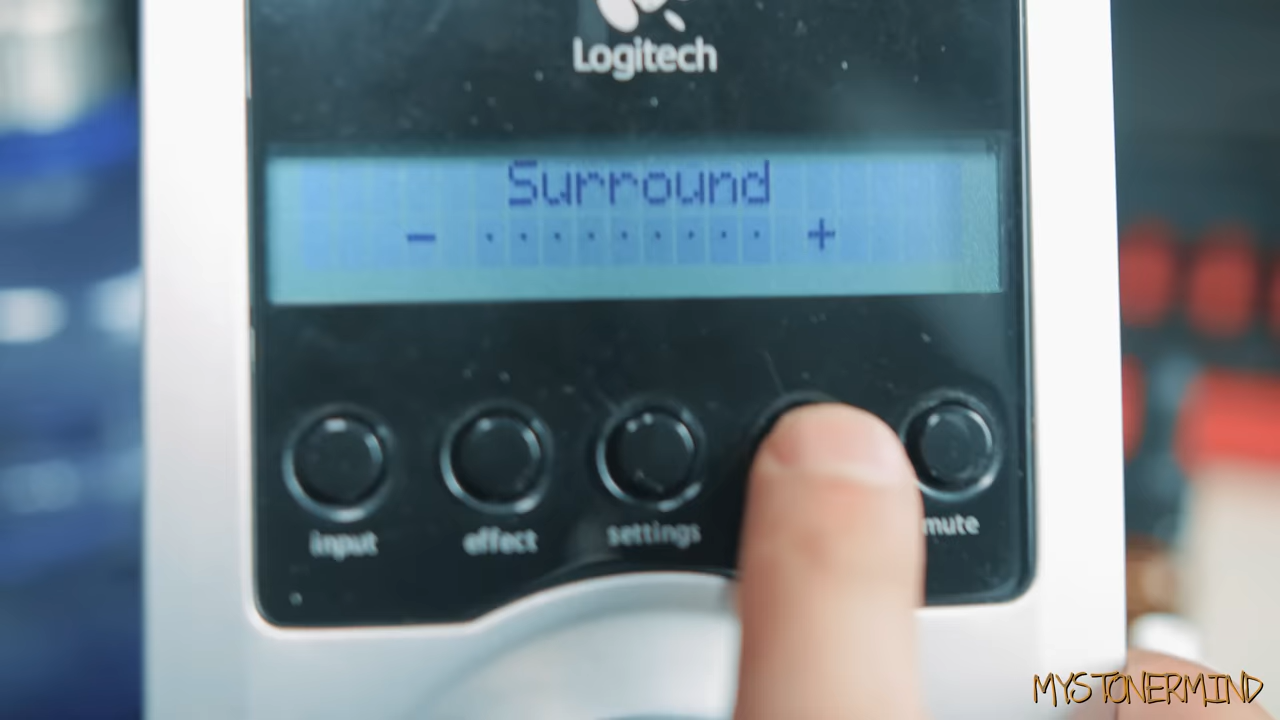 Logitech
Surround
- ......... +
input effect settings mute
MYSTONERMIND